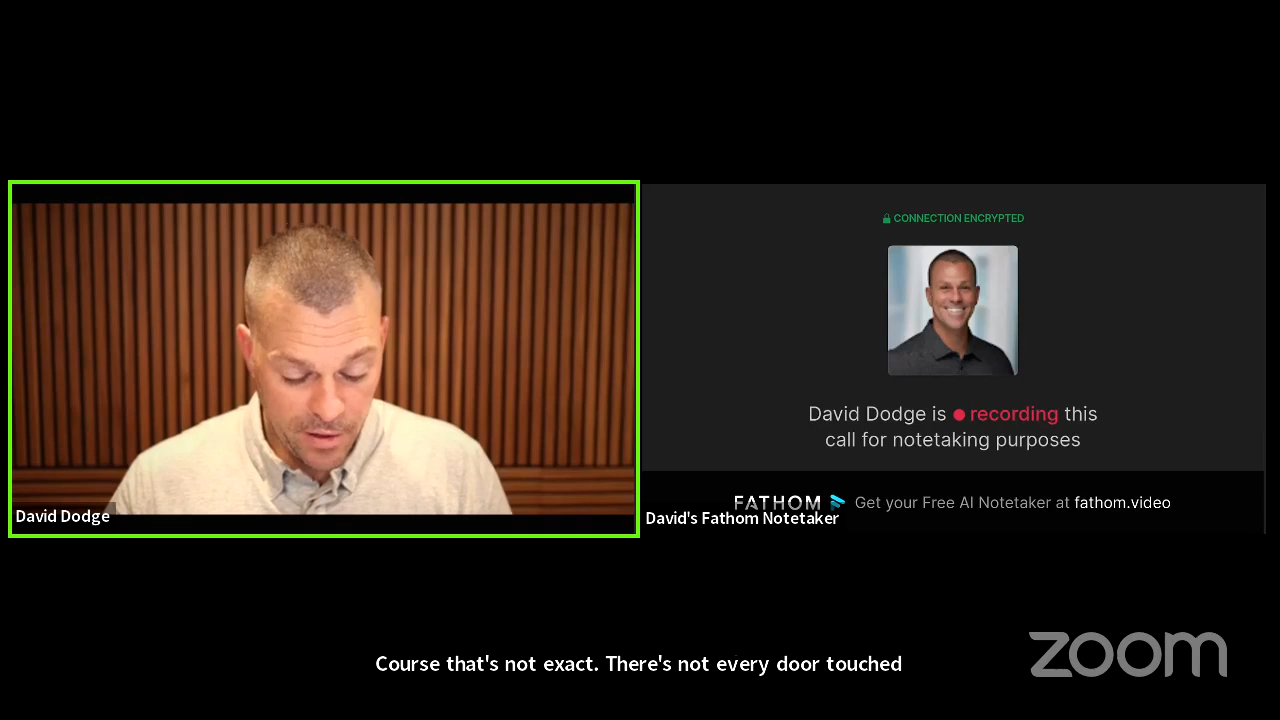 CONNECTION ENCRYPTED
David Dodge is recording this
call for notetaking purposes
FATHOM Get your Free AI Notetaker at fathom.video
David Dodge
David's Fathom Notetaker
Course that's not exact. There's not every door touched
zoom